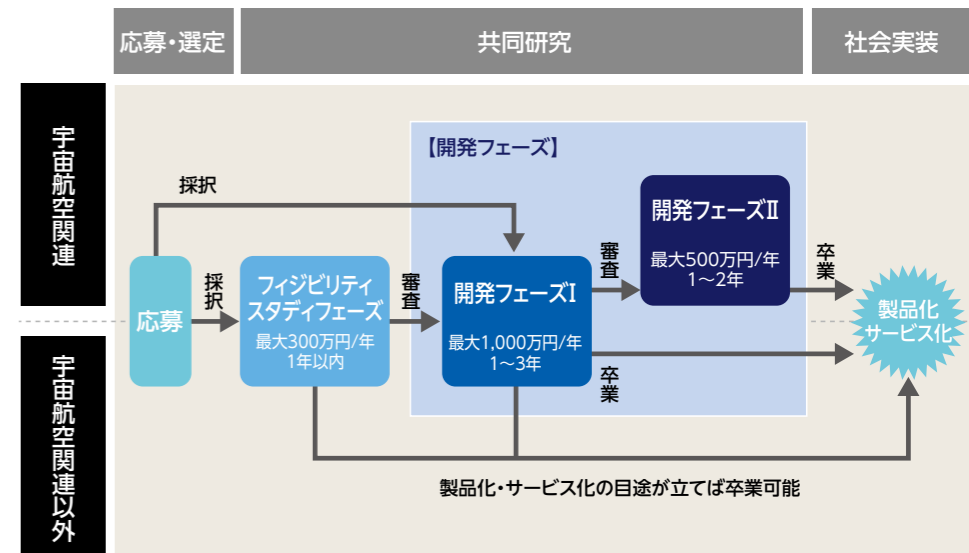 応募・選定
共同研究
社会実装
宇宙航空関連
宇宙航空関連以外
【開発フェーズ】
採択
応募
採択
フィジビリティ
スタディフェーズ
最大300万円/年
1年以内
審査
開発フェーズⅠ
最大1,000万円/年
1～3年
審査
開発フェーズⅡ
最大500万円/年
1～2年
卒業
卒業
製品化
サービス化
製品化・サービス化の目途が立てば卒業可能